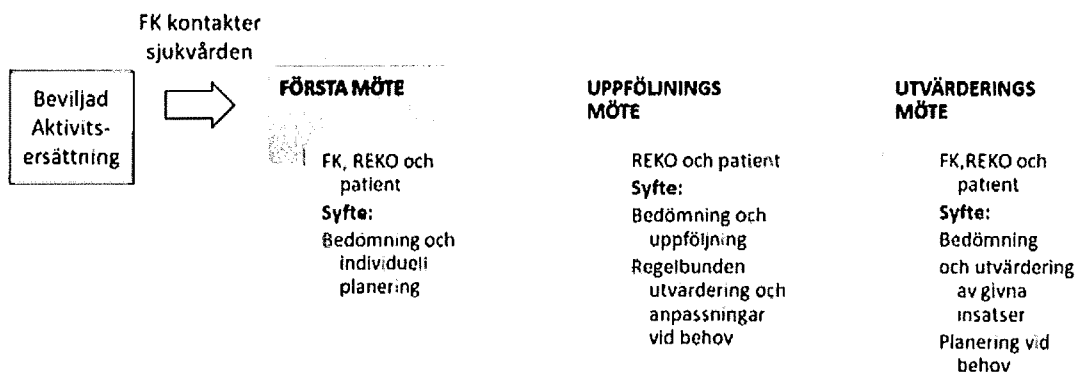 FK kontakter
sjukvården
Beviljad
Aktivits-
ersättning
FÖRSTA MÖTE
FK, REKO och
patient
Syfte:
Bedömning och
individuell
planering
UPPFÖLJNINGS
MÖTE
REKO och patient
Syfte:
Bedömning och
uppföljning
Regelbunden
utvardering och
anpassningar
vid behov
UTVÄRDERINGS
MÖTE
FK,REKO och
patient
Syfte:
Bedömning
och utvärdering
av givna
insatser
Planering vid
behov